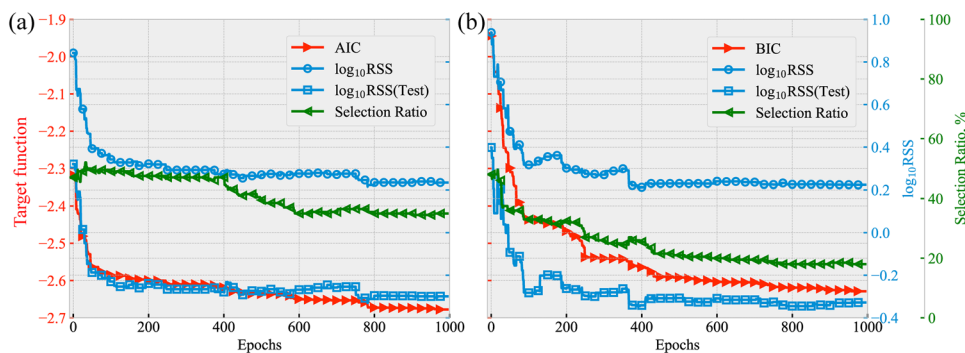 (a)
−1.9
−2.0
−2.1
−2.2
−2.3
−2.4
−2.5
−2.6
−2.7
Target function
AIC
log10RSS
log10RSS(Test)
Selection Ratio
0
200
400
600
800
1000
Epochs
(b)
BIC
log10RSS
log10RSS(Test)
Selection Ratio
0
200
400
600
800
1000
Epochs
1.0
0.8
0.6
0.4
0.2
0.0
−0.2
−0.4
log10RSS
100
80
60
40
20
0
Selection Ratio, %